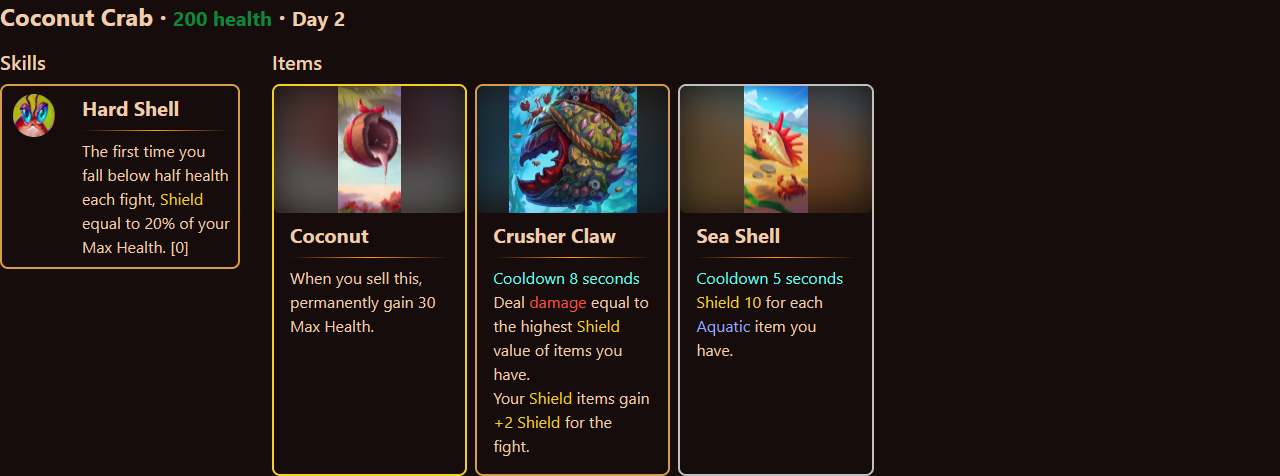 Coconut Crab · 200 health · Day 2
Skills
Hard Shell
The first time you
fall below half health
each fight, Shield
equal to 20% of your
Max Health. [0]
Items
Coconut
When you sell this,
permanently gain 30
Max Health.
Crusher Claw
Cooldown 8 seconds
Deal damage equal to
the highest Shield
value of items you
have.
Your Shield items gain
+2 Shield for the
fight.
Sea Shell
Cooldown 5 seconds
Shield 10 for each
Aquatic item you
have.